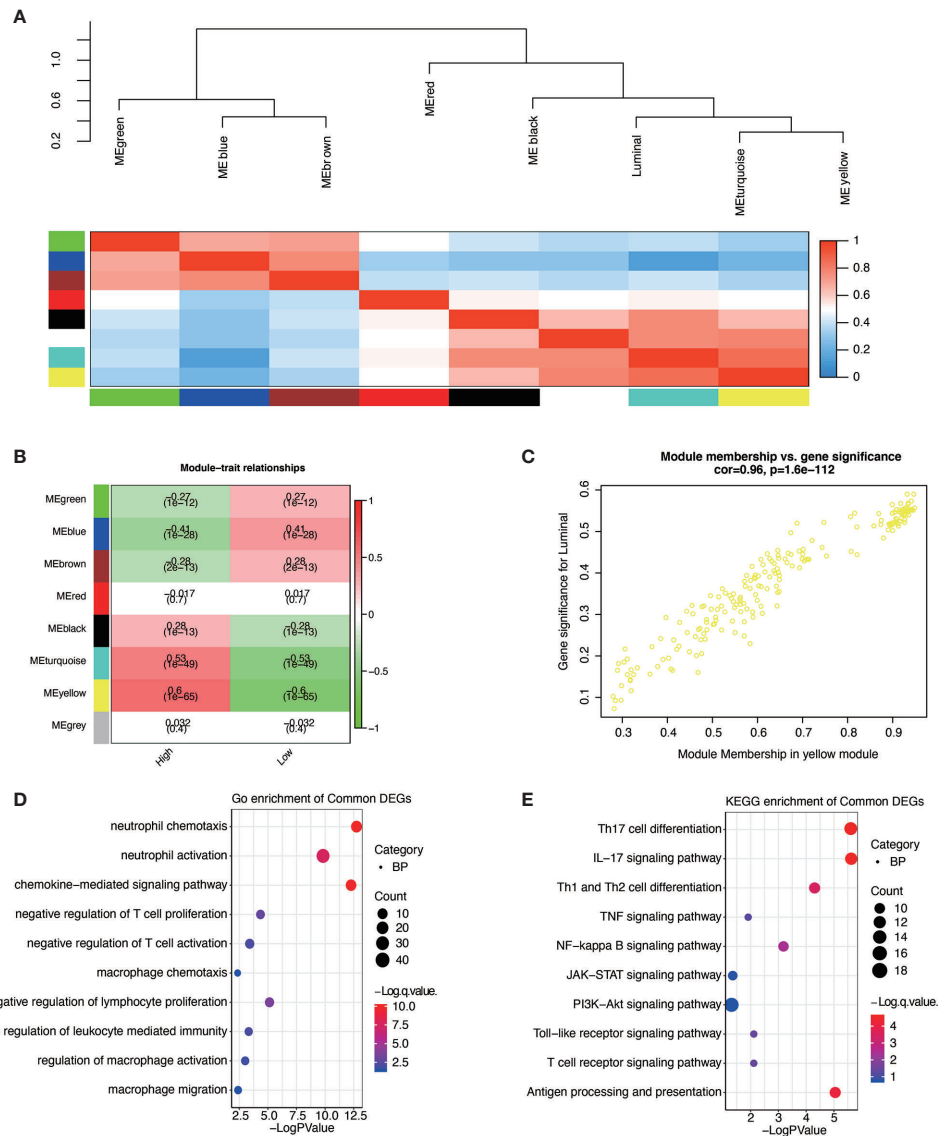 A
1.0
0.6
0.2
MEgreen
ME blue
MEbr own
MEred
ME black
Luminal
MEturquoise
ME yellow
1
0.8
0.6
0.4
0.2
0
B
Module−trait relationships
MEgreen
−0.27
(1e−12)
0.27
(1e−12)
MEblue
−0.41
(1e−28)
0.41
(1e−28)
MEbrown
−0.28
(2e−13)
0.28
(2e−13)
MEred
−0.017
(0.7)
0.017
(0.7)
MEblack
0.28
(1e−13)
−0.28
(1e−13)
MEturquoise
0.53
(1e−49)
−0.53
(1e−49)
MEyellow
0.6
(1e−65)
−0.6
(1e−65)
MEgrey
0.032
(0.4)
−0.032
(0.4)
High
Low
1
0.5
0
−0.5
−1
C
Module membership vs. gene significance
cor=0.96, p=1.6e−112
Gene significance for Luminal
0.6
0.5
0.4
0.3
0.2
0.1
0.3 0.4 0.5 0.6 0.7 0.8 0.9
Module Membership in yellow module
D
Go enrichment of Common DEGs
neutrophil chemotaxis
neutrophil activation
chemokine−mediated signaling pathway
negative regulation of T cell proliferation
negative regulation of T cell activation
macrophage chemotaxis
gative regulation of lymphocyte proliferation
regulation of leukocyte mediated immunity
regulation of macrophage activation
macrophage migration
2.5 5.0 7.5 10.0 12.5
−LogPValue
Category
BP
Count
10
20
30
40
−Log.q.value.
10.0
7.5
5.0
2.5
E
KEGG enrichment of Common DEGs
Th17 cell differentiation
IL−17 signaling pathway
Th1 and Th2 cell differentiation
TNF signaling pathway
NF−kappa B signaling pathway
JAK−STAT signaling pathway
PI3K−Akt signaling pathway
Toll−like receptor signaling pathway
T cell receptor signaling pathway
Antigen processing and presentation
2 3 4 5
−LogPValue
Category
BP
Count
10
12
14
16
18
−Log.q.value.
4
3
2
1